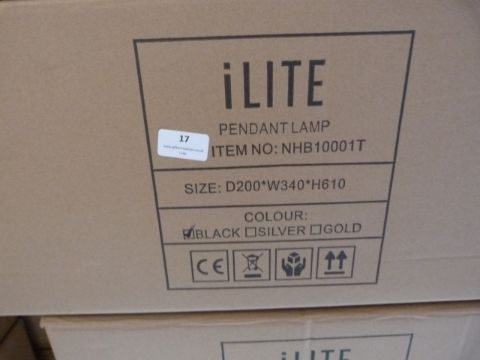 iLITE
PENDANT LAMP
17
ITEM NO: NHB10001T
SIZE: D200*W340*H610
COLOUR:
☑BLACK ☐SILVER ☐GOLD
CE
iLITE